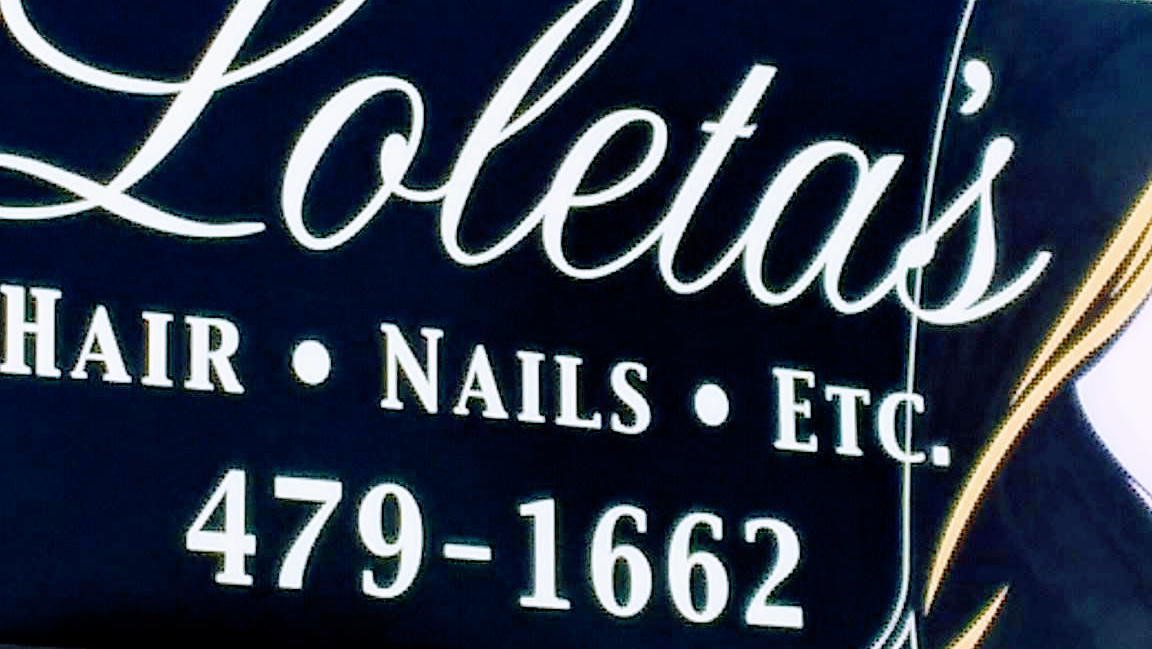 Loleta's
HAIR • NAILS • ETC.
479-1662